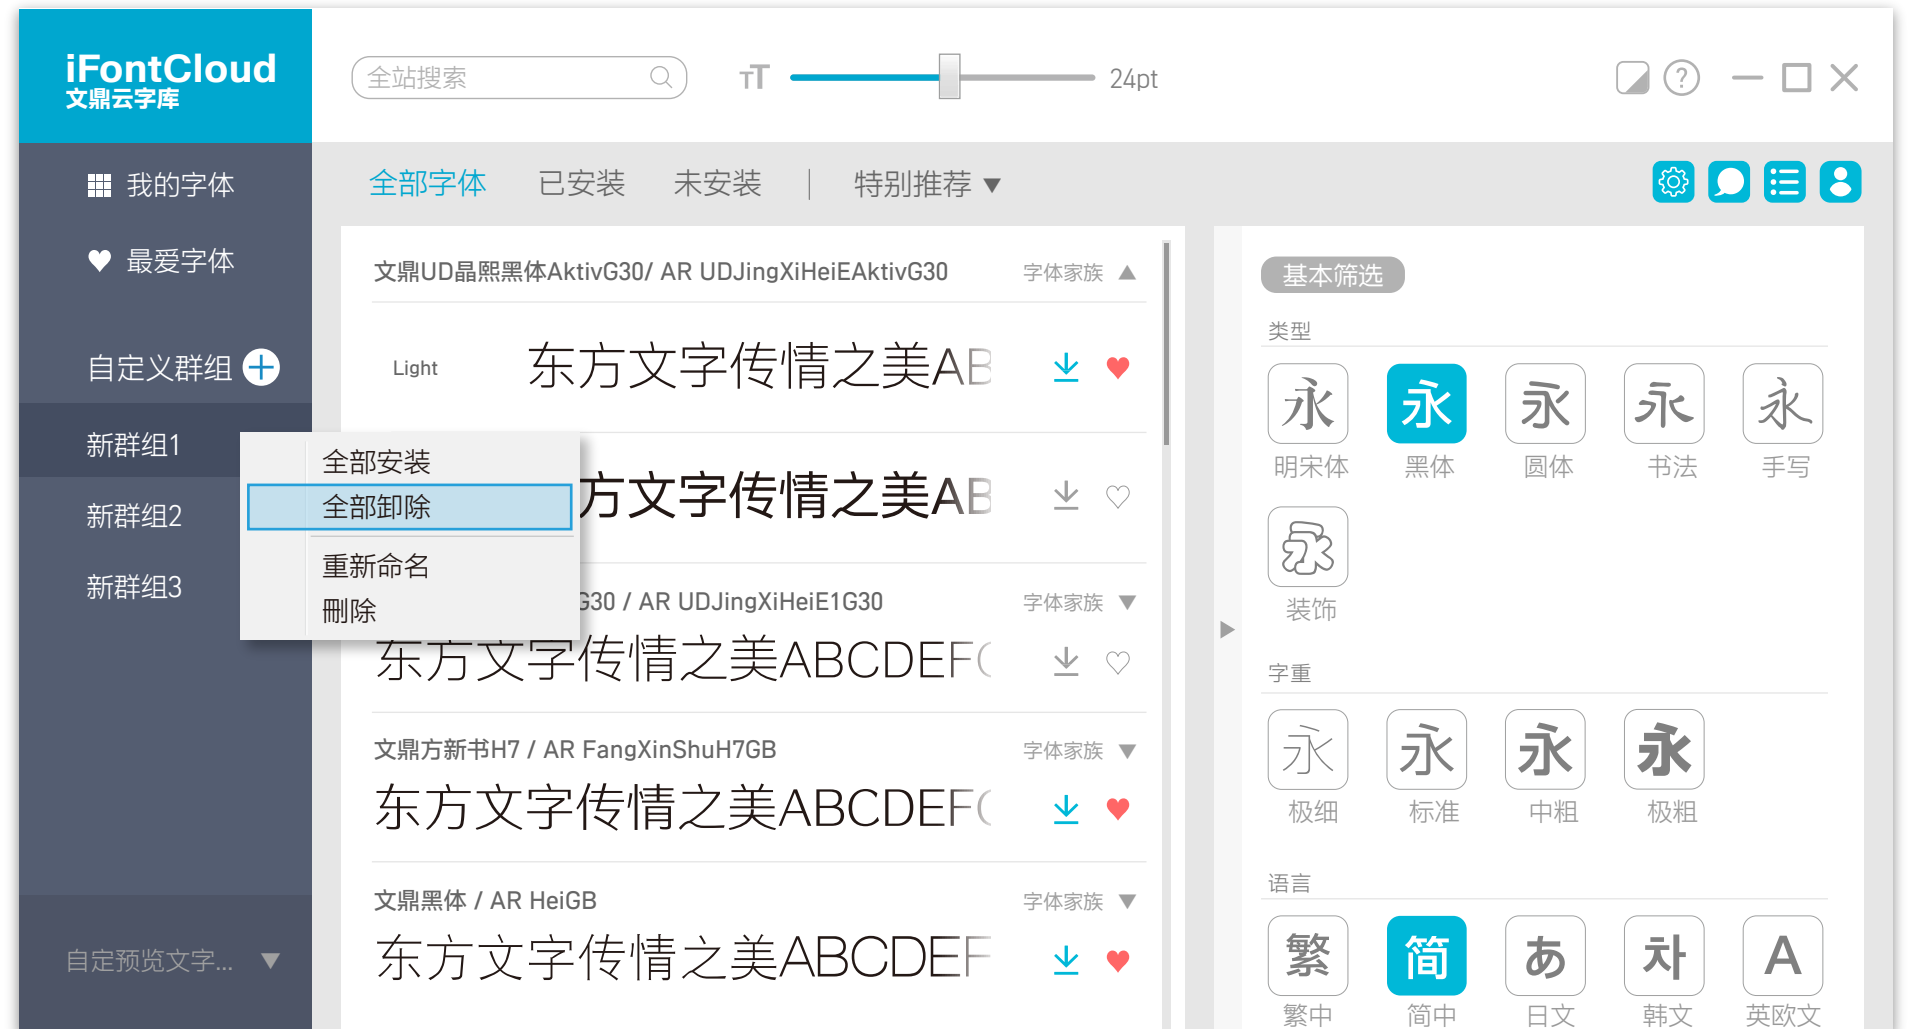 iFontCloud
文鼎云字库
全站搜索
TT
24pt
?
我的字体
最爱字体
自定义群组
新群组1
新群组2
新群组3
自定预览文字...
全部安装
全部卸除
重新命名
刪除
全部字体 已安装 未安装 | 特别推荐
文鼎UD晶熙黑体AktivG30/ AR UDJingXiHeiEAktivG30 字体家族
Light 东方文字传情之美AB
方文字传情之美AB
G30 / AR UDJingXiHeiE1G30 字体家族
东方文字传情之美ABCDEF
文鼎方新书H7 / AR FangXinShuH7GB 字体家族
东方文字传情之美ABCDEF
文鼎黑体 / AR HeiGB 字体家族
东方文字传情之美ABCDEF
基本筛选
类型
永 永 永 永 永
明宋体 黑体 圆体 书法 手写
永
装饰
字重
永 永 永 永
极细 标准 中粗 极粗
语言
繁 简 あ 차 A
繁中 简中 日文 韩文 英欧文